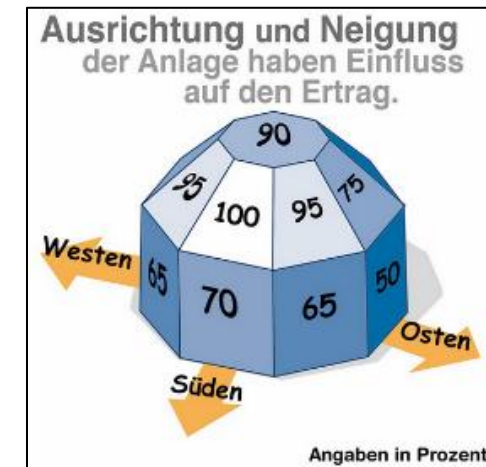 Ausrichtung und Neigung
der Anlage haben Einfluss
auf den Ertrag.
90
95 100 95 75
Westen
65 70 65 50
Osten
Süden
Angaben in Prozent